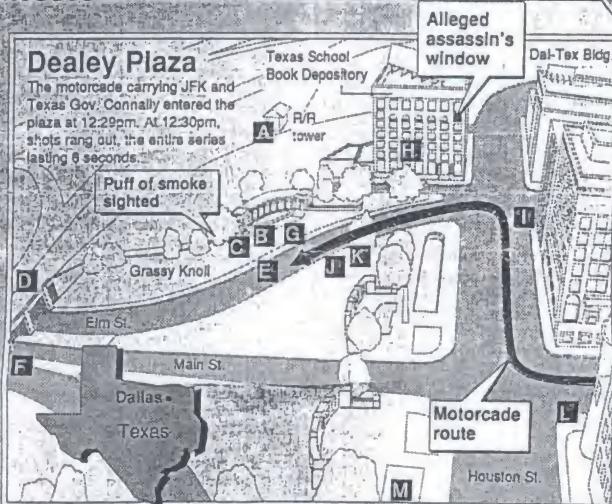 Dealey Plaza
The motorcade carrying JFK and
Texas Gov. Connally entered the
plaza at 12:29pm. At 12:30pm,
shots rang out, the entire series
lasting 6 seconds.
Texas School
Book Depository
Alleged
assassin's
window
Dal-Tex Bldg
A
R/R
tower
H
Puff of smoke
sighted
I
C
B
G
Grassy Knoll
E
J
K
D
Elm St.
F
Main St.
Dallas
Texas
Motorcade
route
L
M
Houston St.